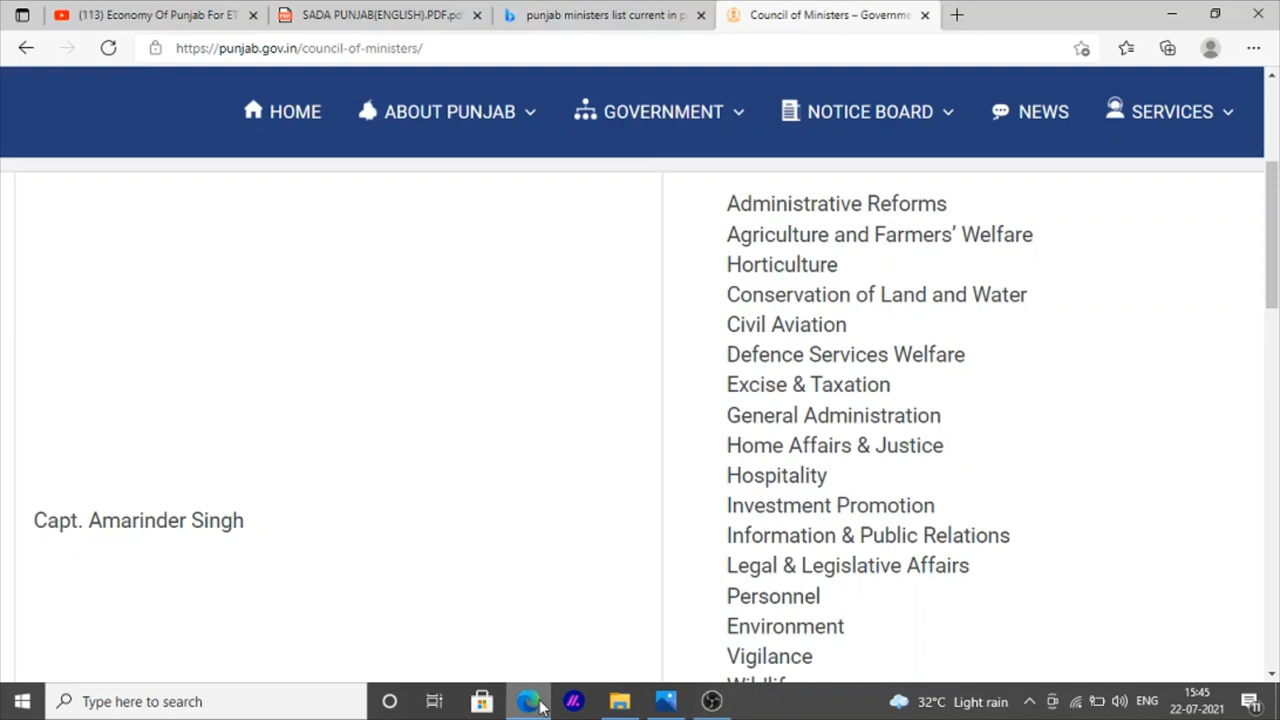 (113) Economy Of Punjab For ET
SADA PUNJAB(ENGLISH).PDF.pd
punjab ministers list current in p
Council of Ministers – Governme
https://punjab.gov.in/council-of-ministers/
HOME
ABOUT PUNJAB
GOVERNMENT
NOTICE BOARD
NEWS
SERVICES
Administrative Reforms
Agriculture and Farmers’ Welfare
Horticulture
Conservation of Land and Water
Civil Aviation
Defence Services Welfare
Excise & Taxation
General Administration
Home Affairs & Justice
Hospitality
Investment Promotion
Capt. Amarinder Singh
Information & Public Relations
Legal & Legislative Affairs
Personnel
Environment
Vigilance
Type here to search
32°C Light rain
ENG
15:45
22-07-2021